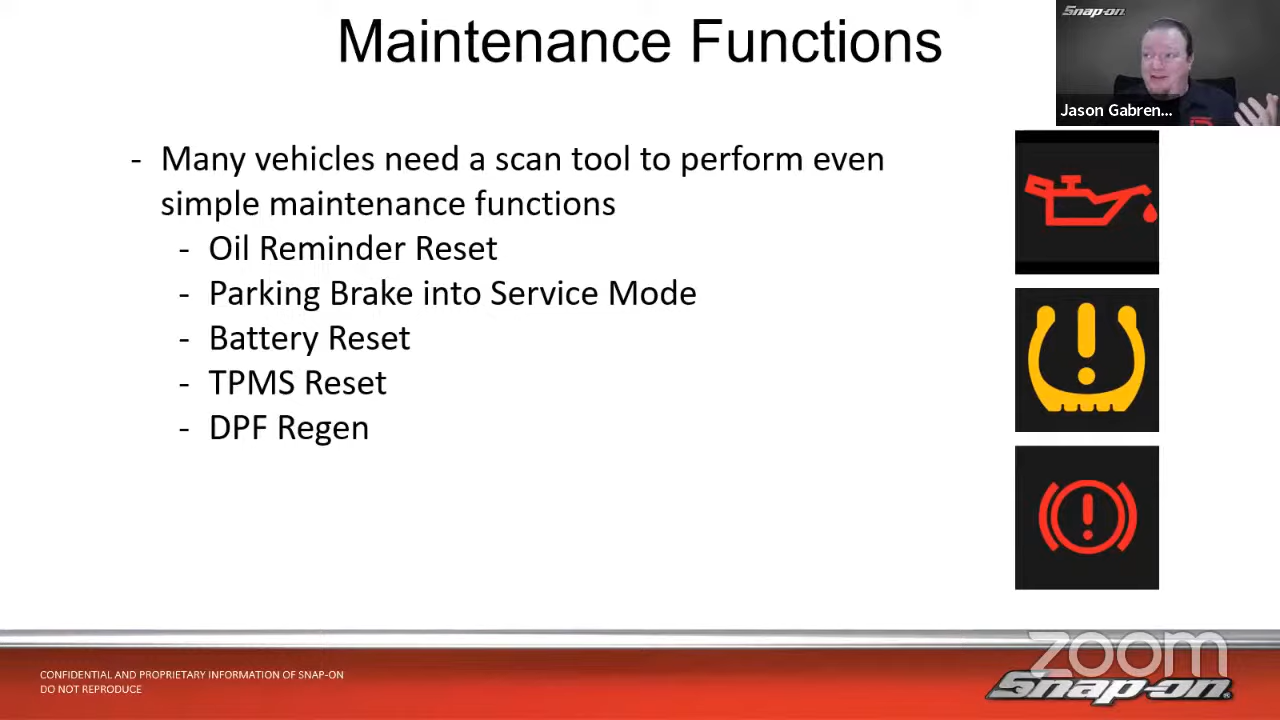 Maintenance Functions
Snap-on
Jason Gabren...
- Many vehicles need a scan tool to perform even
simple maintenance functions
- Oil Reminder Reset
- Parking Brake into Service Mode
- Battery Reset
- TPMS Reset
- DPF Regen
CONFIDENTIAL AND PROPRIETARY INFORMATION OF SNAP-ON
DO NOT REPRODUCE
zoom
Snap-on